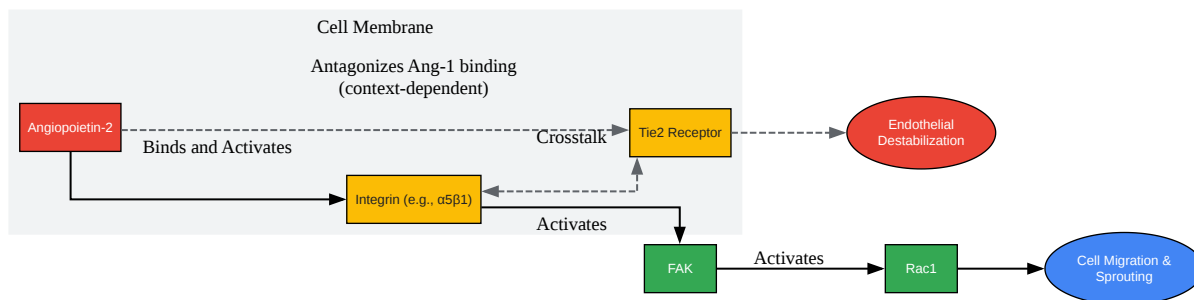 Cell Membrane
Antagonizes Ang-1 binding
(context-dependent)
Angiopoietin-2
Binds and Activates
Crosstalk
Tie2 Receptor
Endothelial
Destabilization
Integrin (e.g., α5β1)
Activates
FAK
Activates
Rac1
Cell Migration &
Sprouting